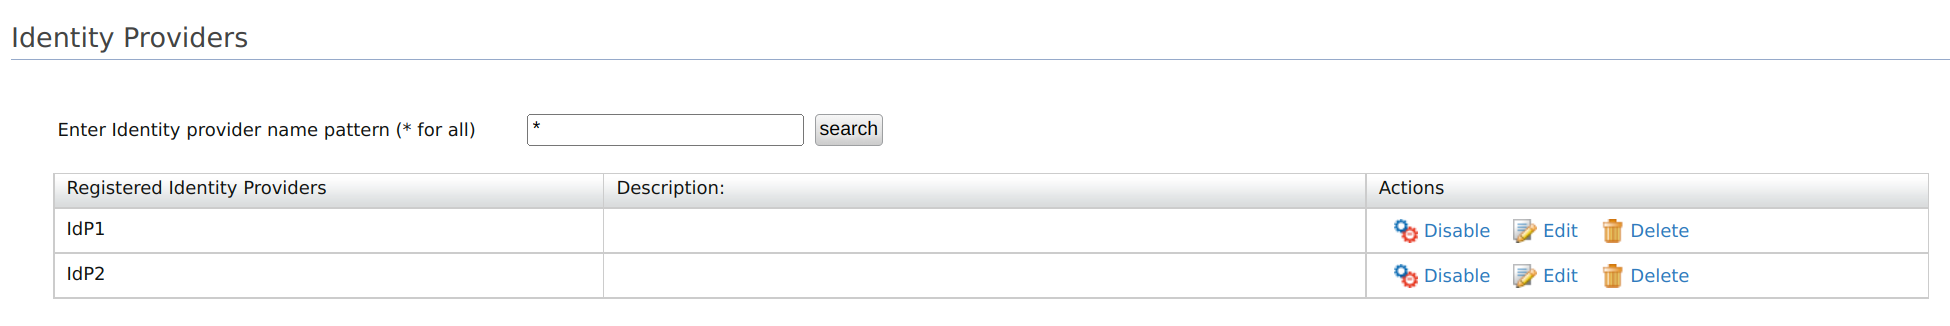 Identity Providers
Enter Identity provider name pattern (* for all) * search
Registered Identity Providers Description: Actions
IdP1 Disable Edit Delete
IdP2 Disable Edit Delete